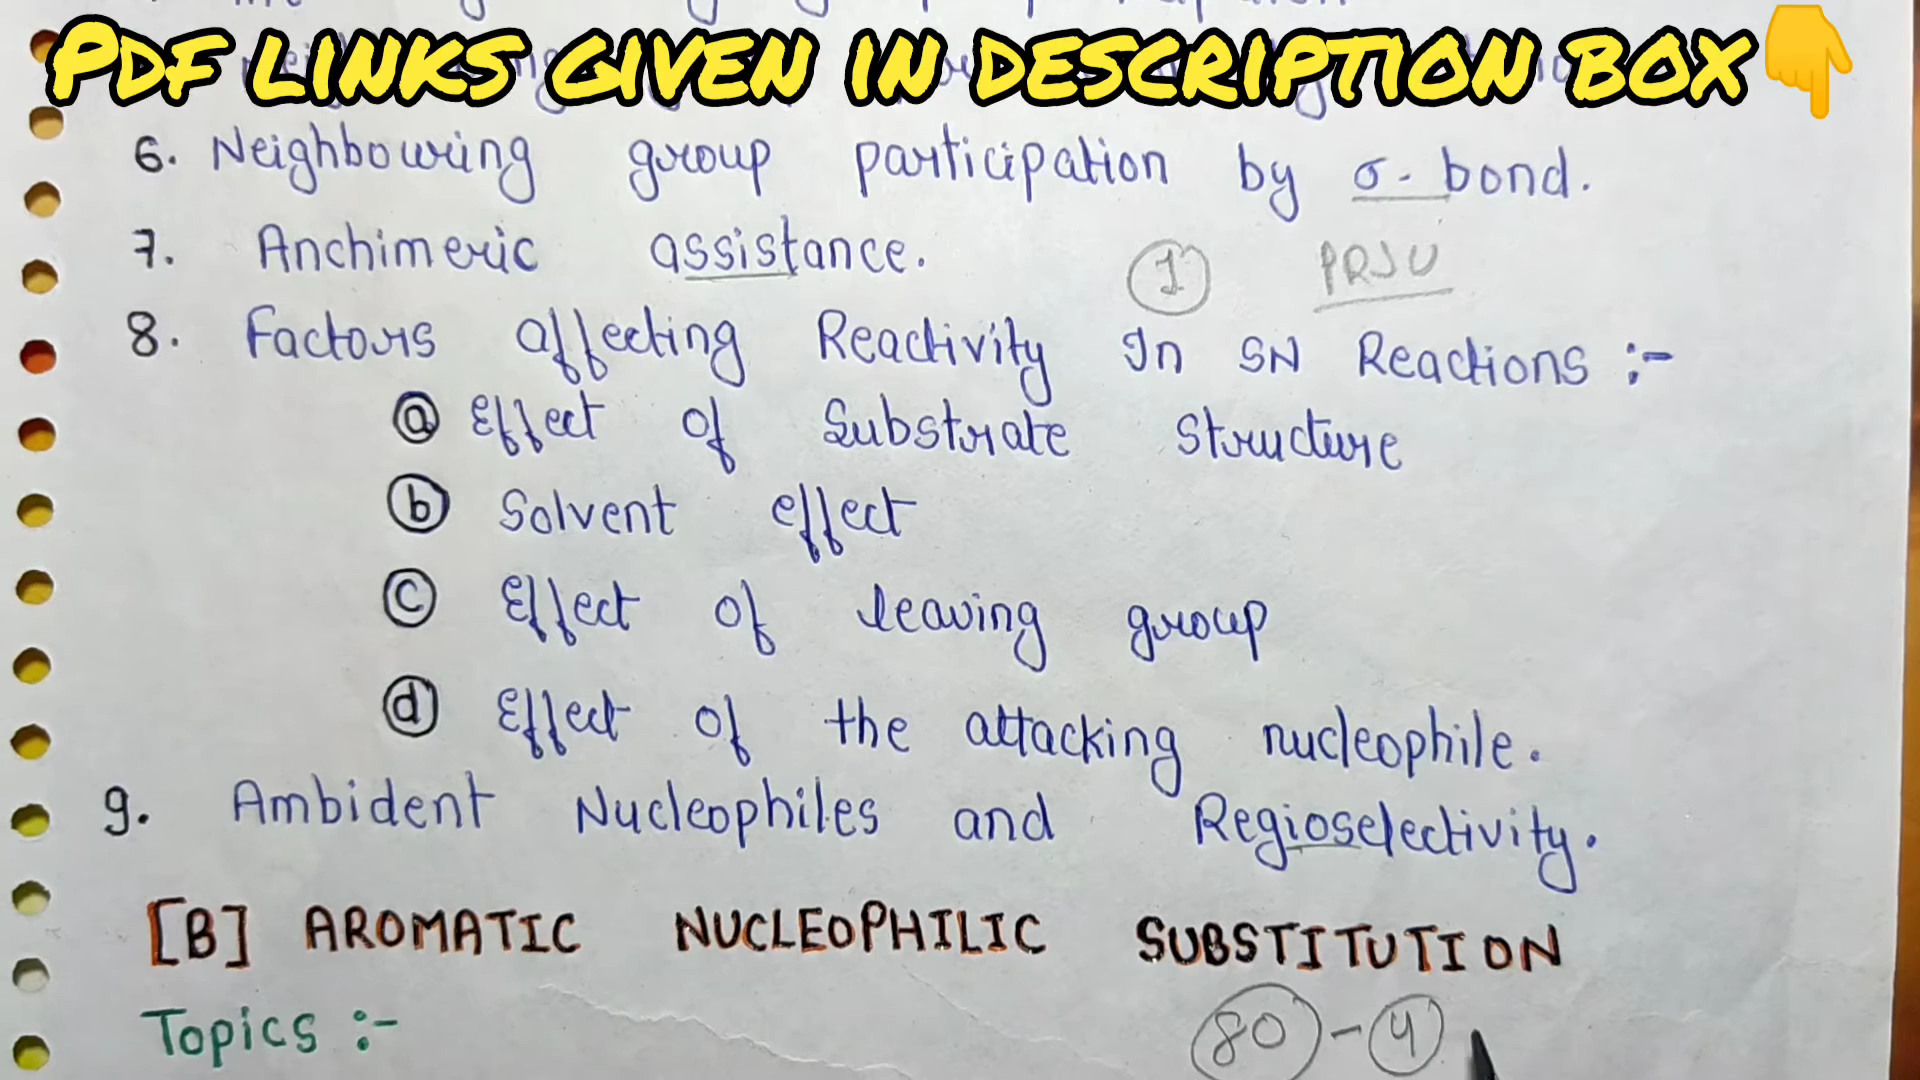 PDF LINKS GIVEN IN DESCRIPTION BOX👇
6. Neighbouring group participation by σ- bond.
7. Anchimeric assistance.
1 PRSU
8. Factors affecting Reactivity In SN Reactions :-
a Effect of Substrate Structure
b Solvent effect
c Effect of leaving group
d Effect of the attacking nucleophile.
9. Ambident Nucleophiles and Regioselectivity.
[B] AROMATIC NUCLEOPHILIC SUBSTITUTION
Topics :-
80 - 4